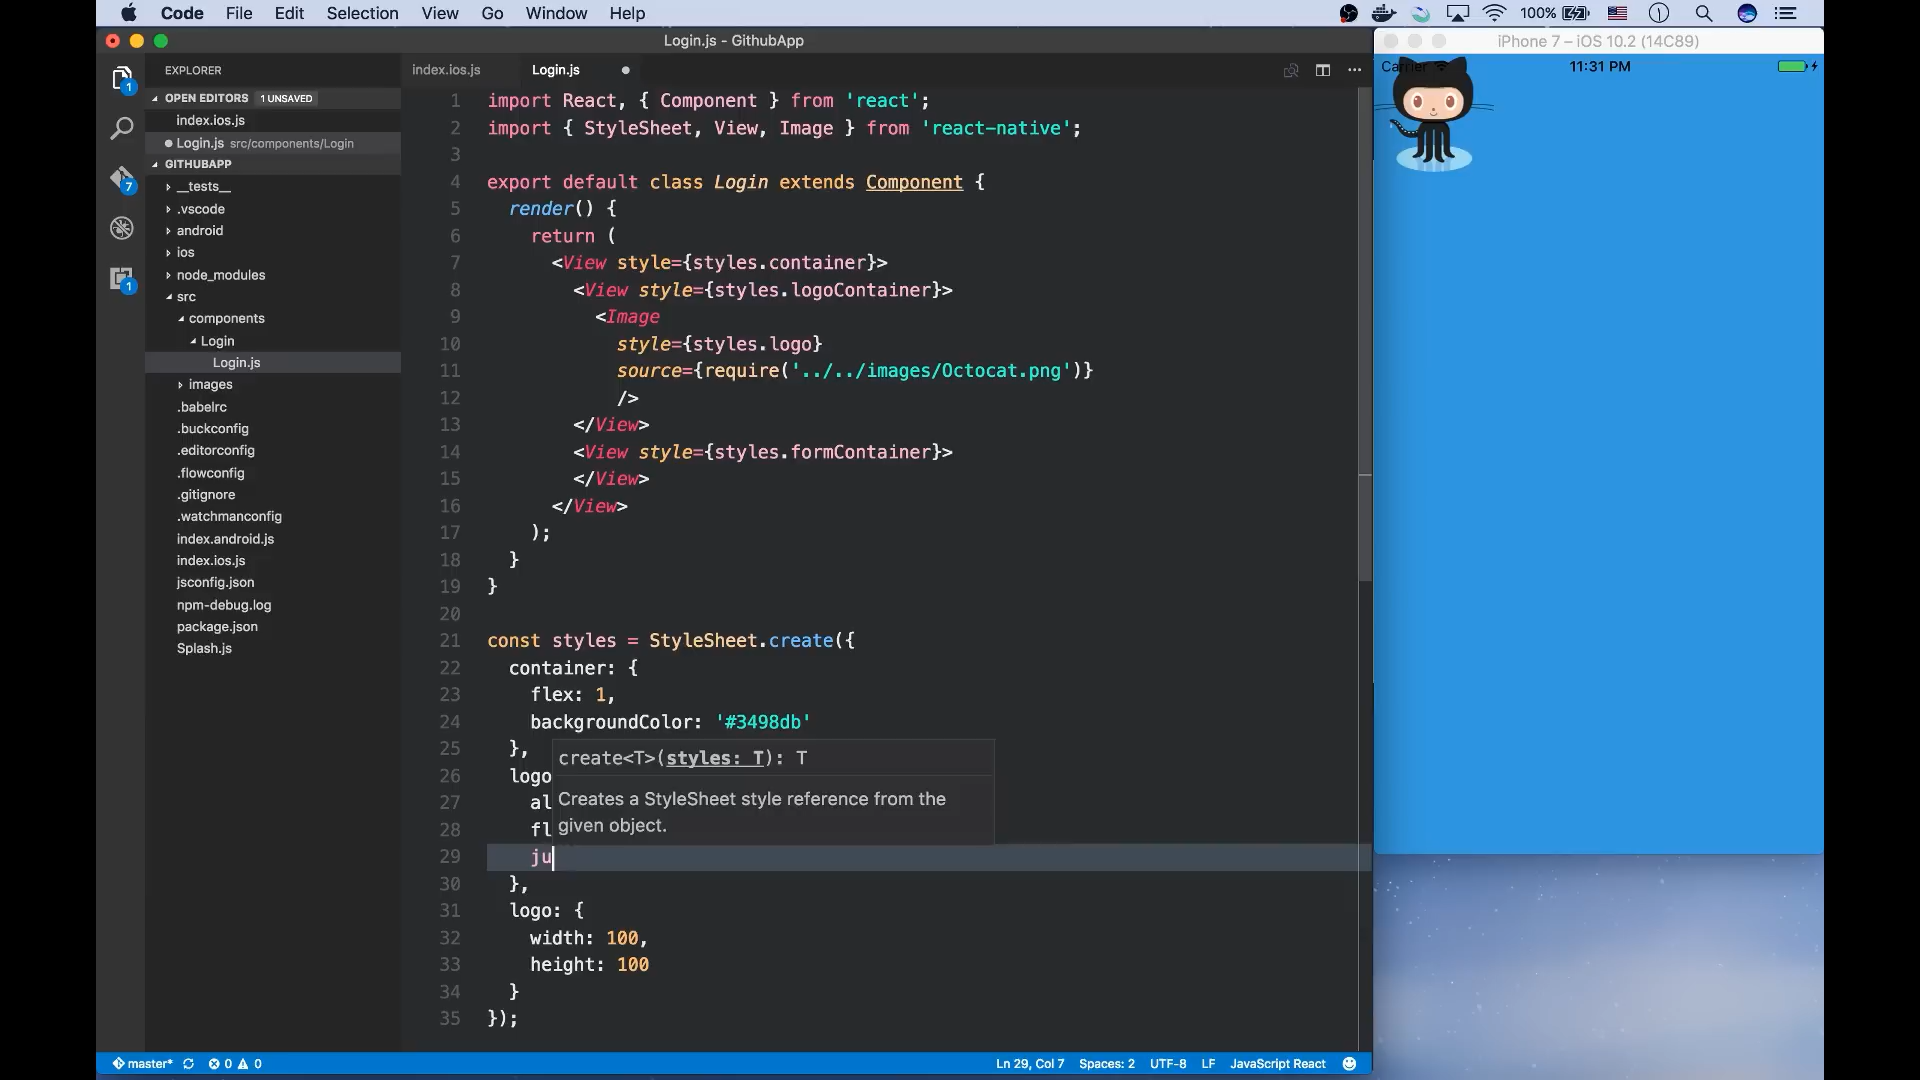 Code File Edit Selection View Go Window Help 100%
Login.js - GithubApp
iPhone 7 – iOS 10.2 (14C89)
11:31 PM
EXPLORER
index.ios.js Login.js
OPEN EDITORS 1 UNSAVED
index.ios.js
Login.js src/components/Login
GITHUBAPP
__tests__
.vscode
android
ios
node_modules
src
components
Login
Login.js
images
.babelrc
.buckconfig
.editorconfig
.flowconfig
.gitignore
.watchmanconfig
index.android.js
index.ios.js
jsconfig.json
npm-debug.log
package.json
Splash.js
1
7
1
1 import React, { Component } from 'react';
2 import { StyleSheet, View, Image } from 'react-native';
3
4 export default class Login extends Component {
5 render() {
6 return (
7 <View style={styles.container}>
8 <View style={styles.logoContainer}>
9 <Image
10 style={styles.logo}
11 source={require('../../images/Octocat.png')}
12 />
13 </View>
14 <View style={styles.formContainer}>
15 </View>
16 </View>
17 );
18 }
19 }
20
21 const styles = StyleSheet.create({
22 container: {
23 flex: 1,
24 backgroundColor: '#3498db'
25 },
26 logo
27 al
28 fl
29 ju
30 },
31 logo: {
32 width: 100,
33 height: 100
34 }
35 });
create<T>(styles: T): T
Creates a StyleSheet style reference from the
given object.
master* 0 0 Ln 29, Col 7 Spaces: 2 UTF-8 LF JavaScript React